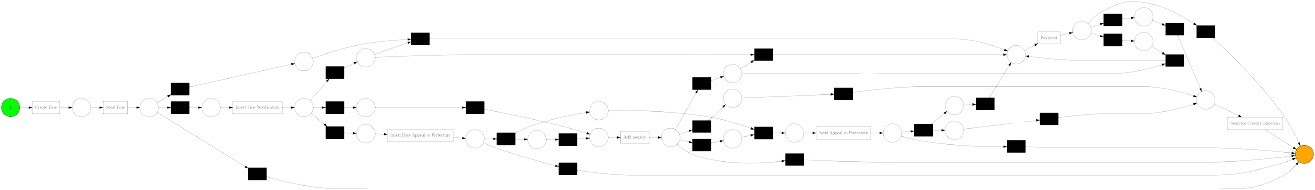 Create Fine
Send Fine
Insert Fine Notification
Insert Date Appeal to Prefecture
Add penalty
Send Appeal to Prefecture
Payment
Send for Credit Collection